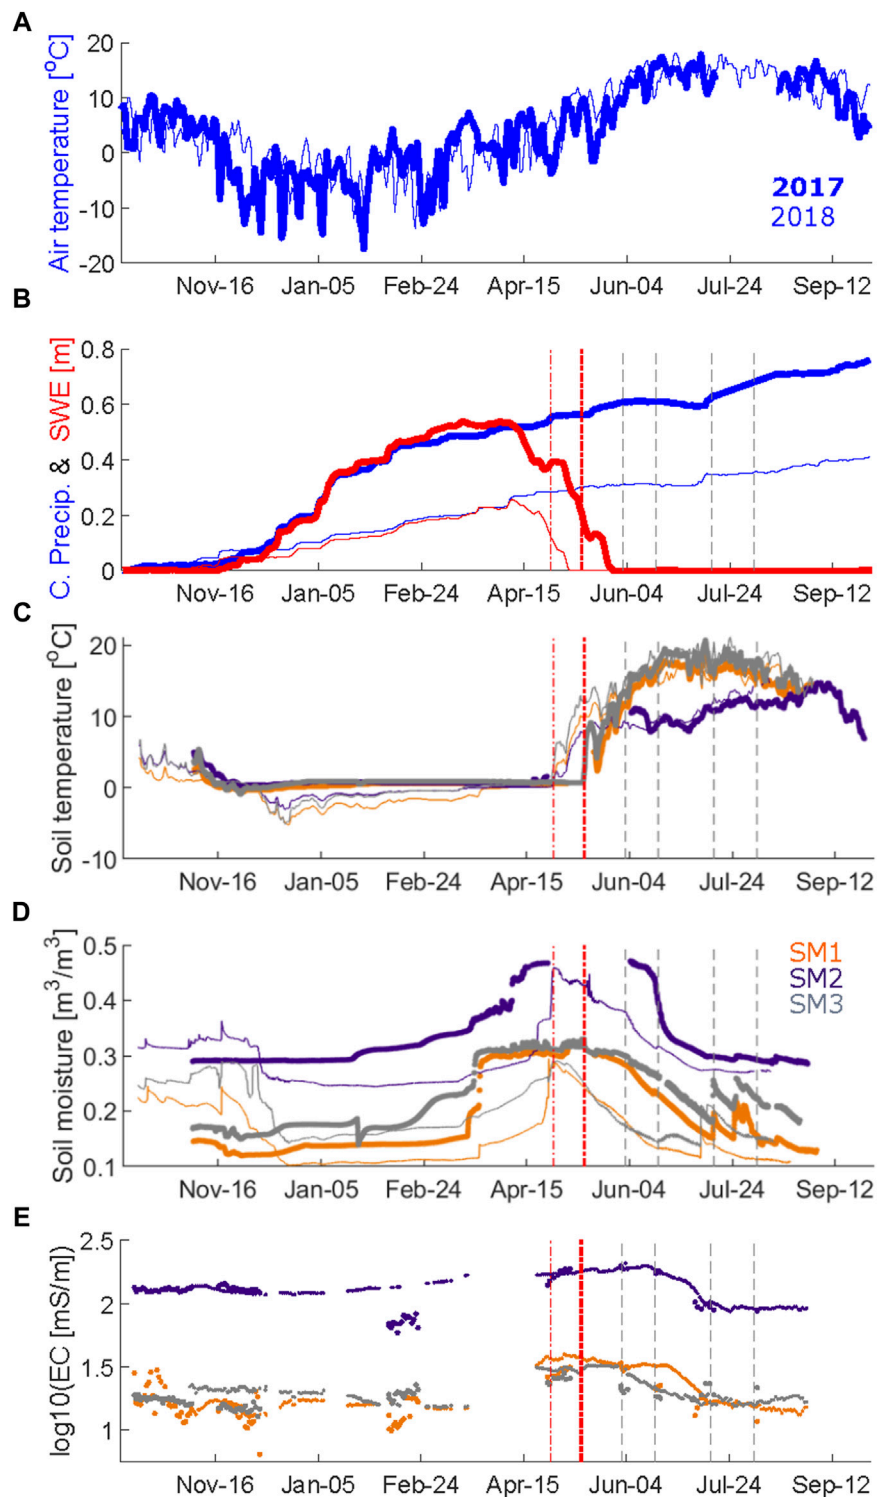 A
Air temperature [°C]
20
10
0
-10
-20
2017
2018
Nov-16 Jan-05 Feb-24 Apr-15 Jun-04 Jul-24 Sep-12
B
C. Precip. & SWE [m]
0.8
0.6
0.4
0.2
0
Nov-16 Jan-05 Feb-24 Apr-15 Jun-04 Jul-24 Sep-12
C
Soil temperature [°C]
20
10
0
-10
Nov-16 Jan-05 Feb-24 Apr-15 Jun-04 Jul-24 Sep-12
D
Soil moisture [m³/m³]
0.5
0.4
0.3
0.2
0.1
SM1
SM2
SM3
Nov-16 Jan-05 Feb-24 Apr-15 Jun-04 Jul-24 Sep-12
E
log10(EC [mS/m])
2.5
2
1.5
1
Nov-16 Jan-05 Feb-24 Apr-15 Jun-04 Jul-24 Sep-12